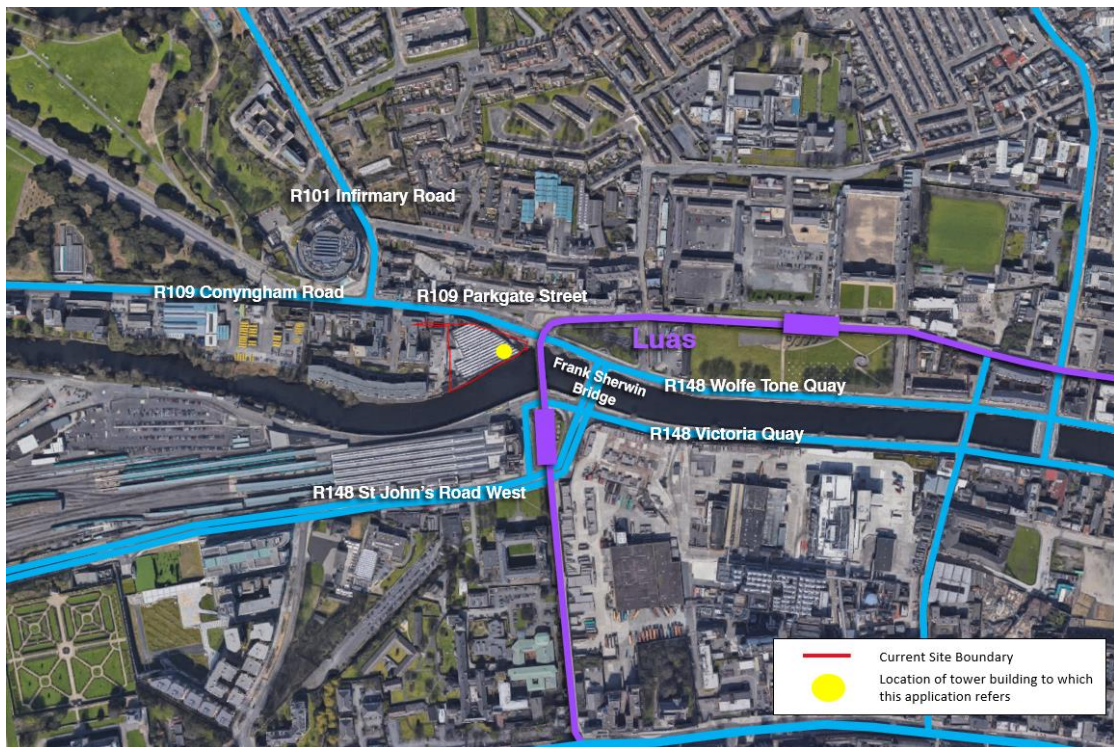 R101 Infirmary Road
R109 Conyngham Road
R109 Parkgate Street
Luas
Frank Sherwin
Bridge
R148 Wolfe Tone Quay
R148 Victoria Quay
R148 St John's Road West
Current Site Boundary
Location of tower building to which
this application refers